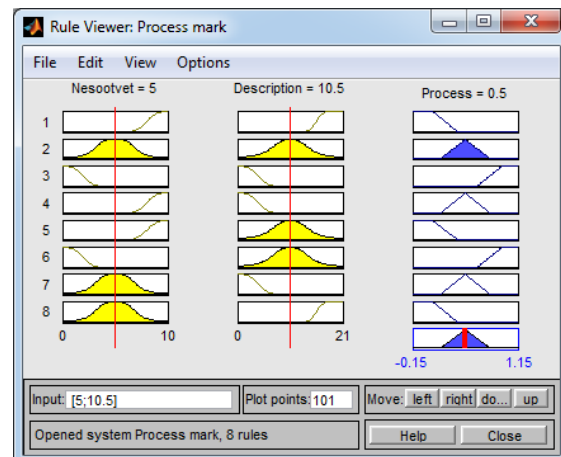 Rule Viewer: Process mark
File Edit View Options
Nesootvet = 5 Description = 10.5 Process = 0.5
1
2
3
4
5
6
7
8
0 10 0 21
-0.15 1.15
Input: [5;10.5] Plot points: 101 Move: left right do... up
Opened system Process mark, 8 rules Help Close